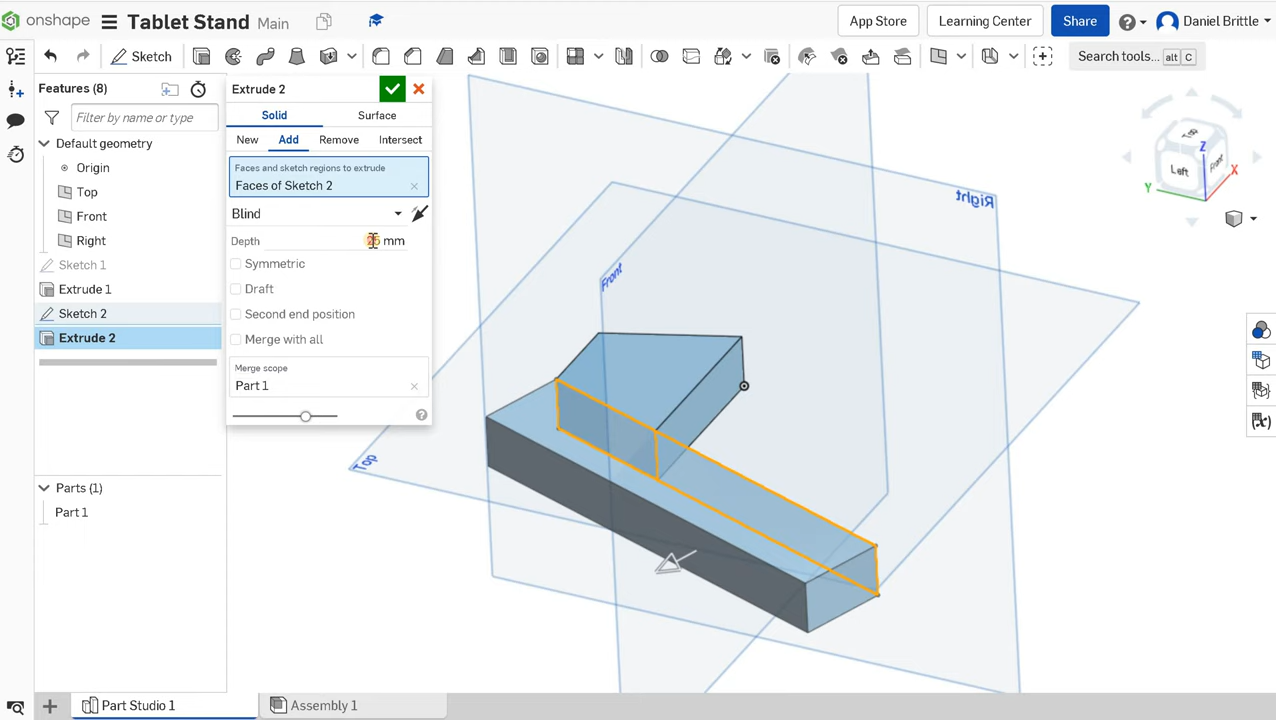 onshape Tablet Stand Main App Store Learning Center Share Daniel Brittle
Sketch Search tools... alt C
Features (8)
Filter by name or type
Default geometry
Origin
Top
Front
Right
Sketch 1
Extrude 1
Sketch 2
Extrude 2
Parts (1)
Part 1
Extrude 2
Solid Surface
New Add Remove Intersect
Faces and sketch regions to extrude
Faces of Sketch 2
Blind
Depth mm
Symmetric
Draft
Second end position
Merge with all
Merge scope
Part 1
Right
Front
Top
Top
Left Front
Z
X
Y
Part Studio 1 Assembly 1